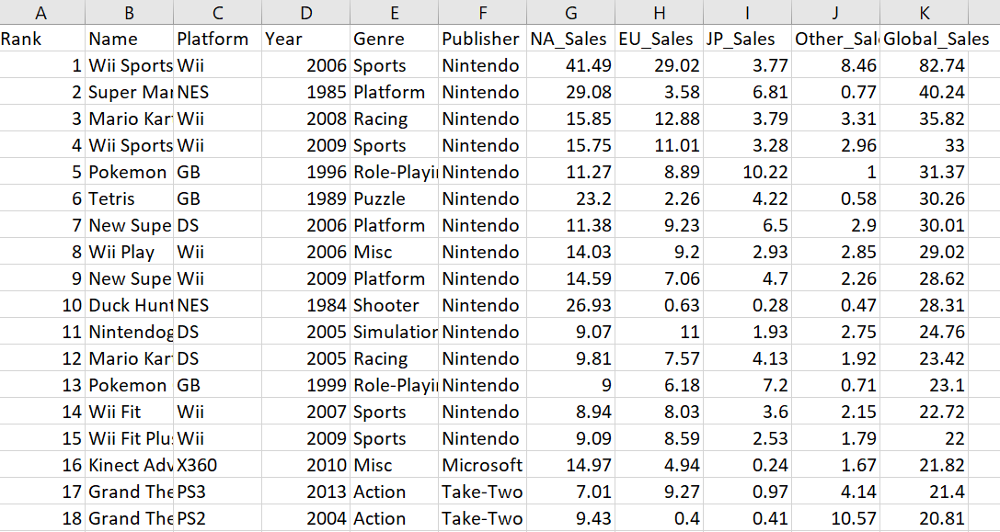 A B C D E F G H I J K
Rank Name Platform Year Genre Publisher NA_Sales EU_Sales JP_Sales Other_Sal Global_Sales
1 Wii Sports Wii 2006 Sports Nintendo 41.49 29.02 3.77 8.46 82.74
2 Super Mar NES 1985 Platform Nintendo 29.08 3.58 6.81 0.77 40.24
3 Mario Kar Wii 2008 Racing Nintendo 15.85 12.88 3.79 3.31 35.82
4 Wii Sports Wii 2009 Sports Nintendo 15.75 11.01 3.28 2.96 33
5 Pokemon GB 1996 Role-Playi Nintendo 11.27 8.89 10.22 1 31.37
6 Tetris GB 1989 Puzzle Nintendo 23.2 2.26 4.22 0.58 30.26
7 New Supe DS 2006 Platform Nintendo 11.38 9.23 6.5 2.9 30.01
8 Wii Play Wii 2006 Misc Nintendo 14.03 9.2 2.93 2.85 29.02
9 New Supe Wii 2009 Platform Nintendo 14.59 7.06 4.7 2.26 28.62
10 Duck Hunt NES 1984 Shooter Nintendo 26.93 0.63 0.28 0.47 28.31
11 Nintendog DS 2005 Simulation Nintendo 9.07 11 1.93 2.75 24.76
12 Mario Kar DS 2005 Racing Nintendo 9.81 7.57 4.13 1.92 23.42
13 Pokemon GB 1999 Role-Playi Nintendo 9 6.18 7.2 0.71 23.1
14 Wii Fit Wii 2007 Sports Nintendo 8.94 8.03 3.6 2.15 22.72
15 Wii Fit Plu Wii 2009 Sports Nintendo 9.09 8.59 2.53 1.79 22
16 Kinect Adv X360 2010 Misc Microsoft 14.97 4.94 0.24 1.67 21.82
17 Grand The PS3 2013 Action Take-Two 7.01 9.27 0.97 4.14 21.4
18 Grand The PS2 2004 Action Take-Two 9.43 0.4 0.41 10.57 20.81